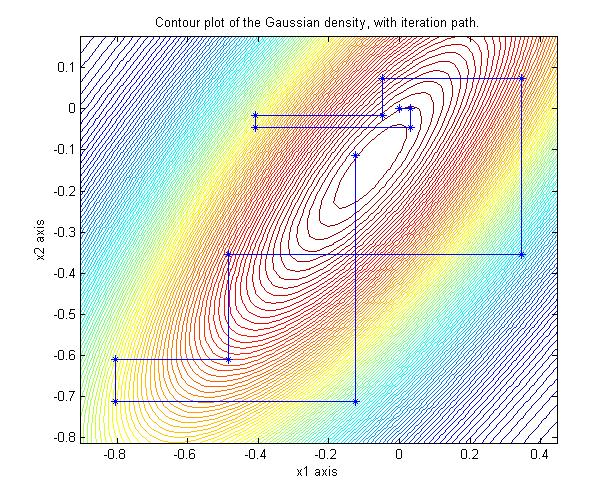 Contour plot of the Gaussian density, with iteration path.
0.1
0
-0.1
-0.2
-0.3
-0.4
-0.5
-0.6
-0.7
-0.8
x2 axis
-0.8 -0.6 -0.4 -0.2 0 0.2 0.4
x1 axis